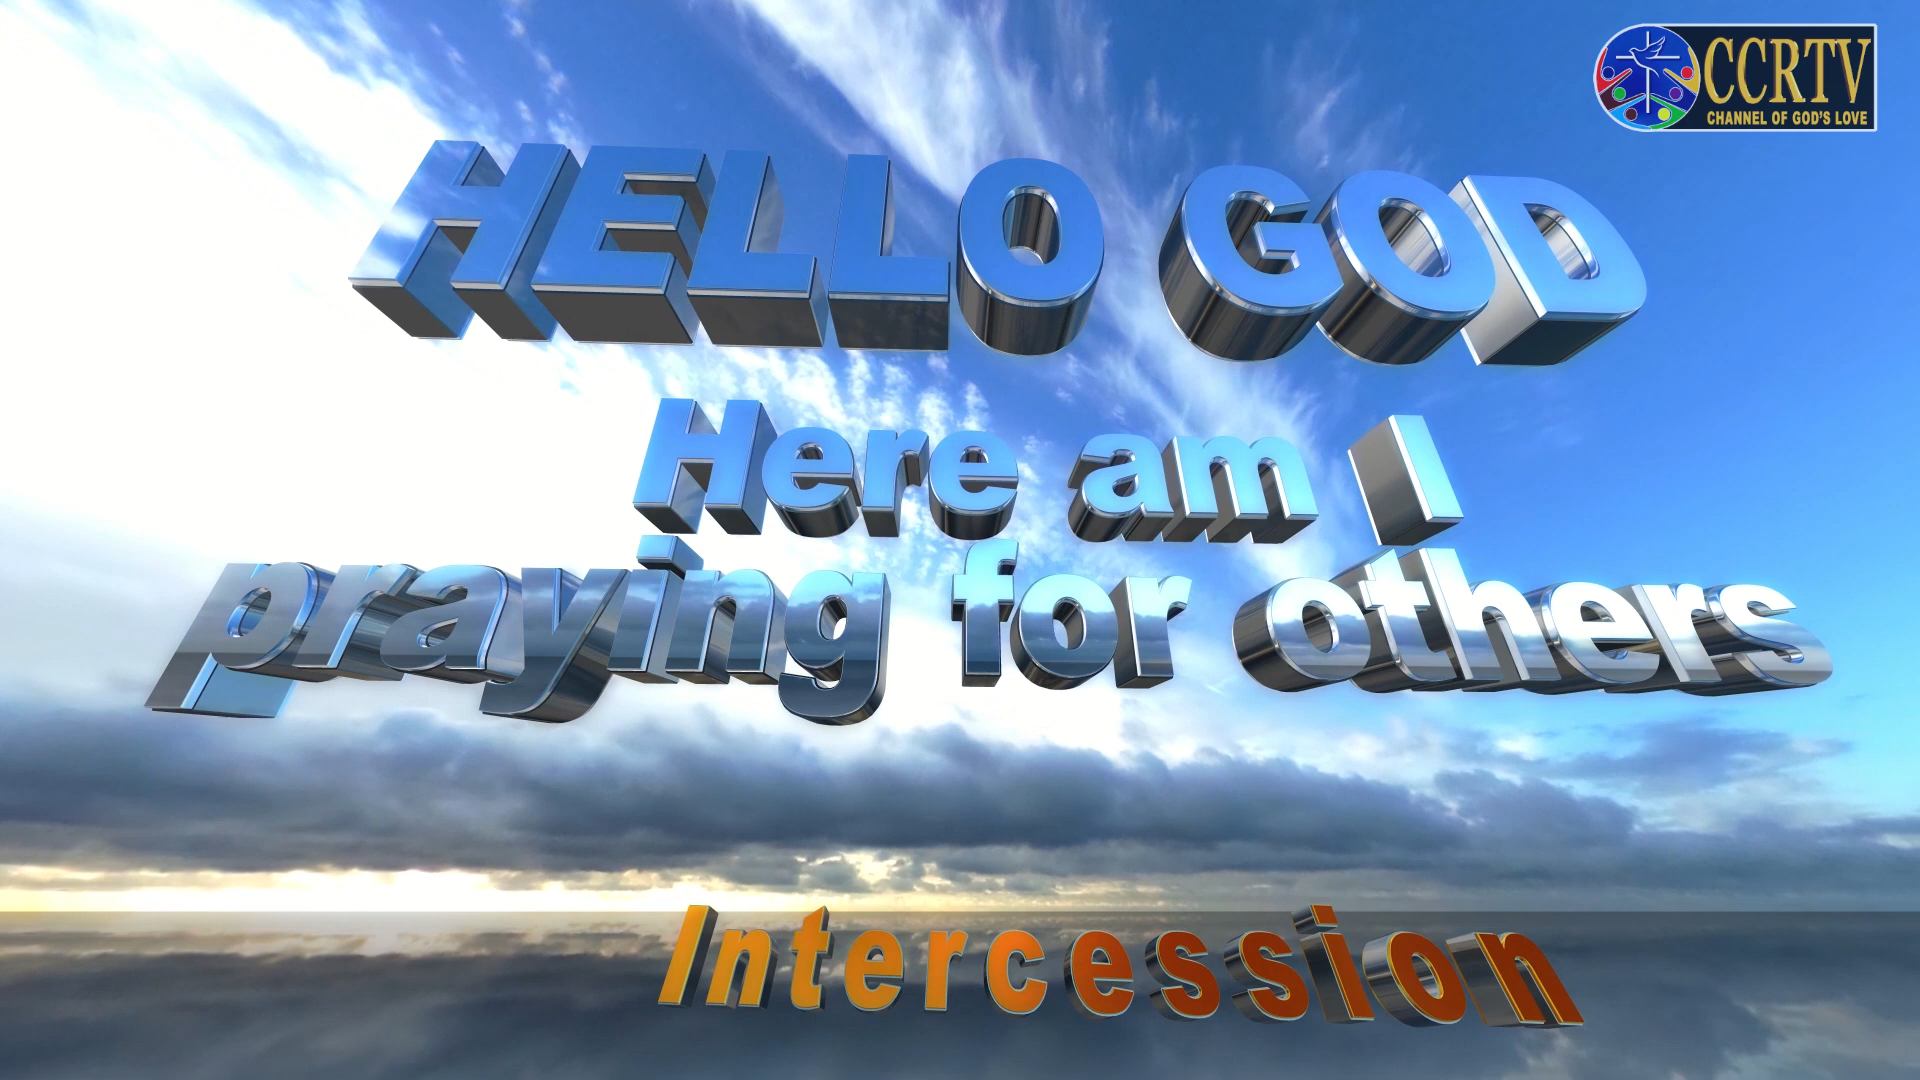 CCRTV
CHANNEL OF GOD'S LOVE
HELLO GOD
Here am I
praying for others
Intercession